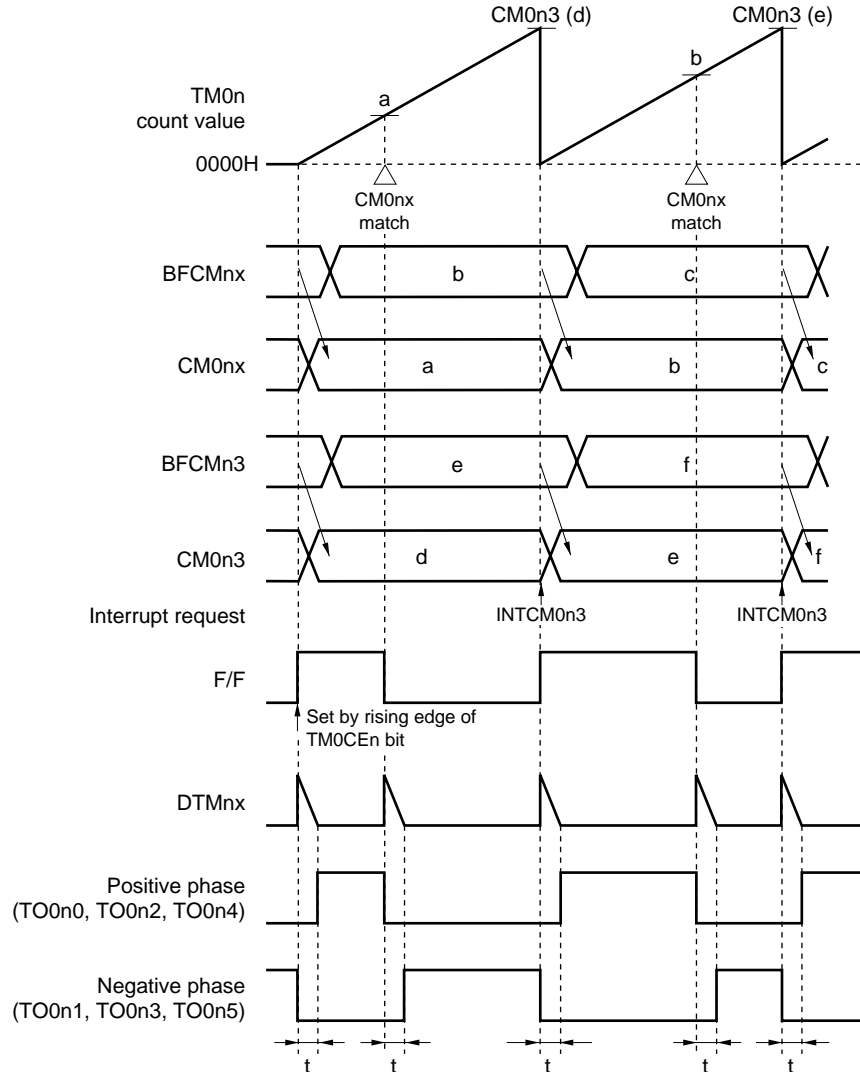 CM0n3 (d)
CM0n3 (e)
b
a
TM0n
count value
0000H
CM0nx
match
CM0nx
match
BFCMnx
b
c
CM0nx
a
b
c
BFCMn3
e
f
CM0n3
d
e
f
Interrupt request
INTCM0n3
INTCM0n3
F/F
Set by rising edge of
TM0CEn bit
DTMnx
Positive phase
(TO0n0, TO0n2, TO0n4)
Negative phase
(TO0n1, TO0n3, TO0n5)
t
t
t
t
t